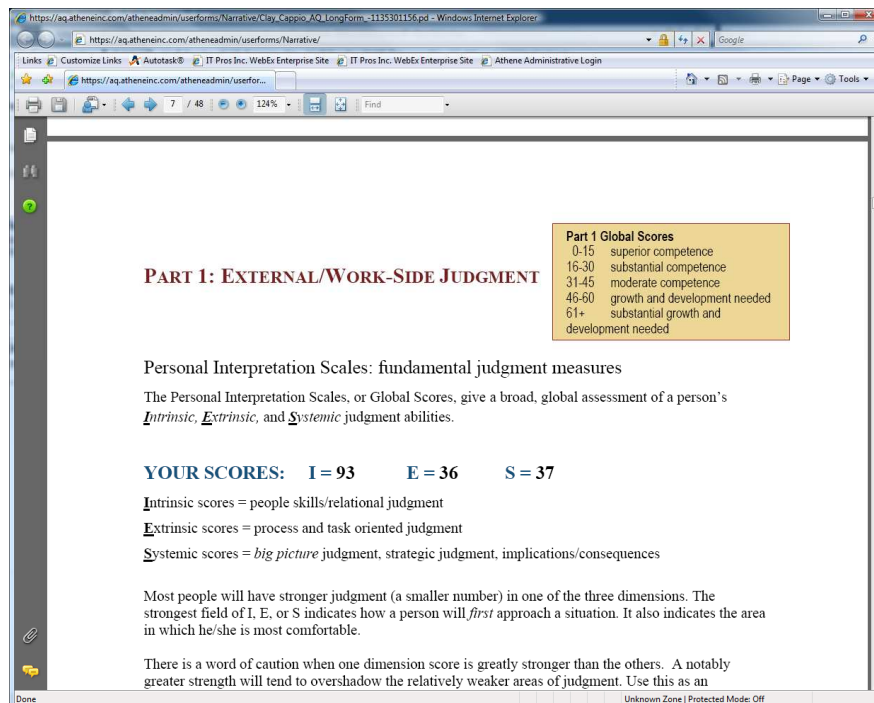 https://aq.atheneinc.com/atheneadmin/userforms/Narrative/Clay_Cappio_AQ_LongForm_-1135301156.pd - Windows Internet Explorer
https://aq.atheneinc.com/atheneadmin/userforms/Narrative/
Google
Links Customize Links Autotask® IT Pros Inc. WebEx Enterprise Site IT Pros Inc. WebEx Enterprise Site Athene Administrative Login
https://aq.atheneinc.com/atheneadmin/userfor...
Page Tools
7 / 48 124% Find
Part 1 Global Scores
0-15 superior competence
16-30 substantial competence
31-45 moderate competence
46-60 growth and development needed
61+ substantial growth and
development needed
PART 1: EXTERNAL/WORK-SIDE JUDGMENT
Personal Interpretation Scales: fundamental judgment measures
The Personal Interpretation Scales, or Global Scores, give a broad, global assessment of a person's
Intrinsic, Extrinsic, and Systemic judgment abilities.
YOUR SCORES: I = 93 E = 36 S = 37
Intrinsic scores = people skills/relational judgment
Extrinsic scores = process and task oriented judgment
Systemic scores = big picture judgment, strategic judgment, implications/consequences
Most people will have stronger judgment (a smaller number) in one of the three dimensions. The
strongest field of I, E, or S indicates how a person will first approach a situation. It also indicates the area
in which he/she is most comfortable.
There is a word of caution when one dimension score is greatly stronger than the others. A notably
greater strength will tend to overshadow the relatively weaker areas of judgment. Use this as an
Done
Unknown Zone | Protected Mode: Off